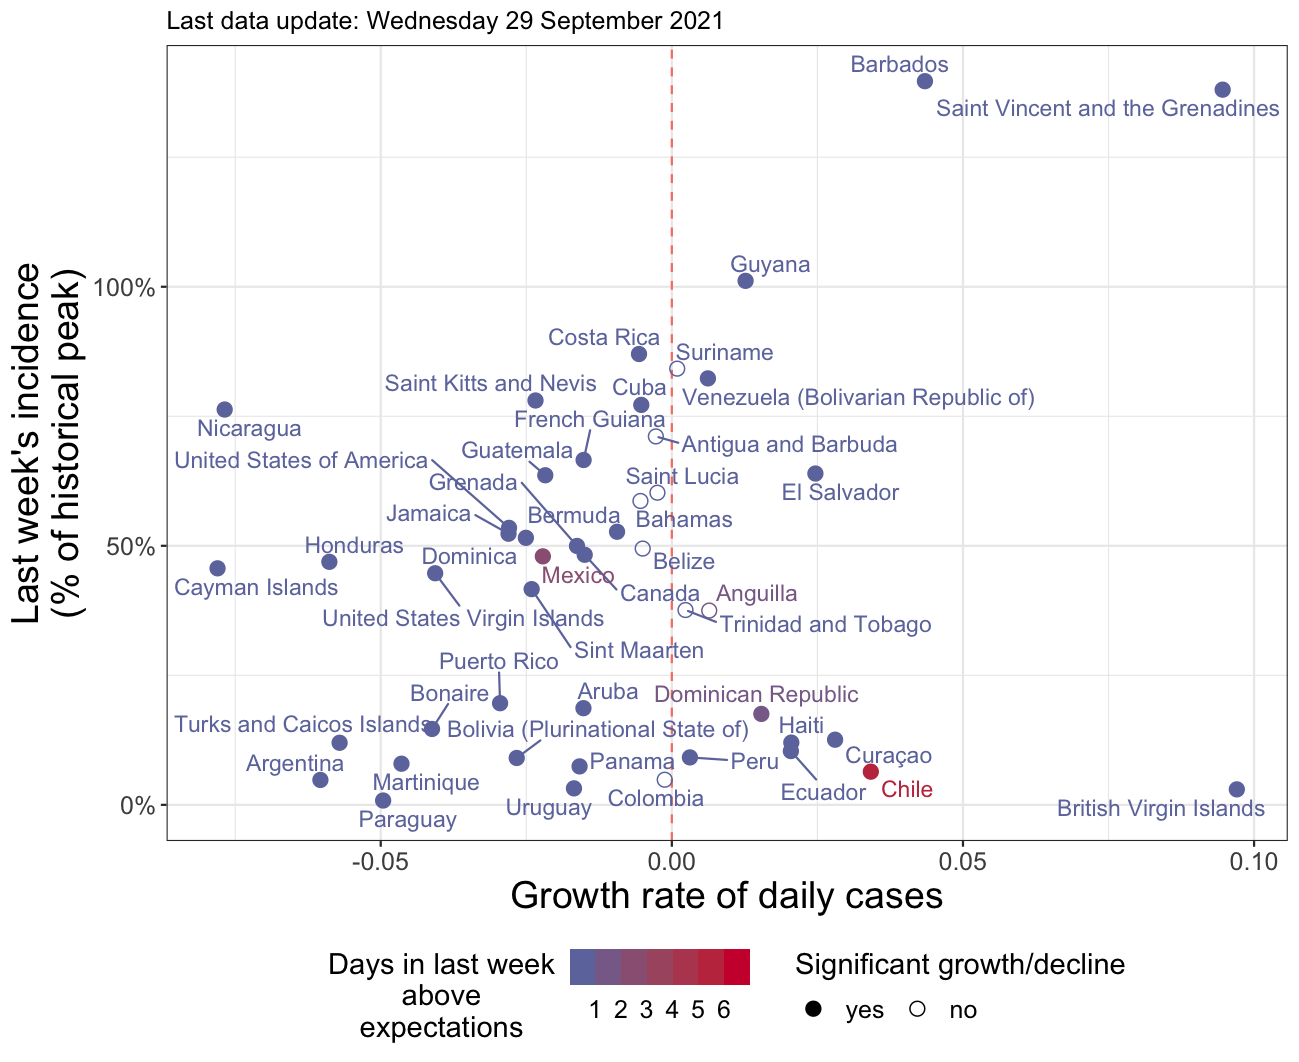 Last data update: Wednesday 29 September 2021
Barbados
Saint Vincent and the Grenadines
Guyana
100%
Costa Rica
Suriname
Saint Kitts and Nevis
Cuba
Venezuela (Bolivarian Republic of)
French Guiana
Nicaragua
Antigua and Barbuda
Guatemala
United States of America
Saint Lucia
Grenada
El Salvador
Jamaica
Bermuda
Bahamas
50%
Honduras
Dominica
Belize
Mexico
Cayman Islands
Canada
Anguilla
United States Virgin Islands
Trinidad and Tobago
Sint Maarten
Puerto Rico
Bonaire
Aruba
Dominican Republic
Turks and Caicos Islands
Bolivia (Plurinational State of)
Haiti
Curaçao
Argentina
Panama
Peru
Martinique
Ecuador
Chile
Colombia
0%
Uruguay
British Virgin Islands
Paraguay
Last week's incidence
(% of historical peak)
-0.05
0.00
0.05
0.10
Growth rate of daily cases
Days in last week
above
expectations
1 2 3 4 5 6
Significant growth/decline
yes
no